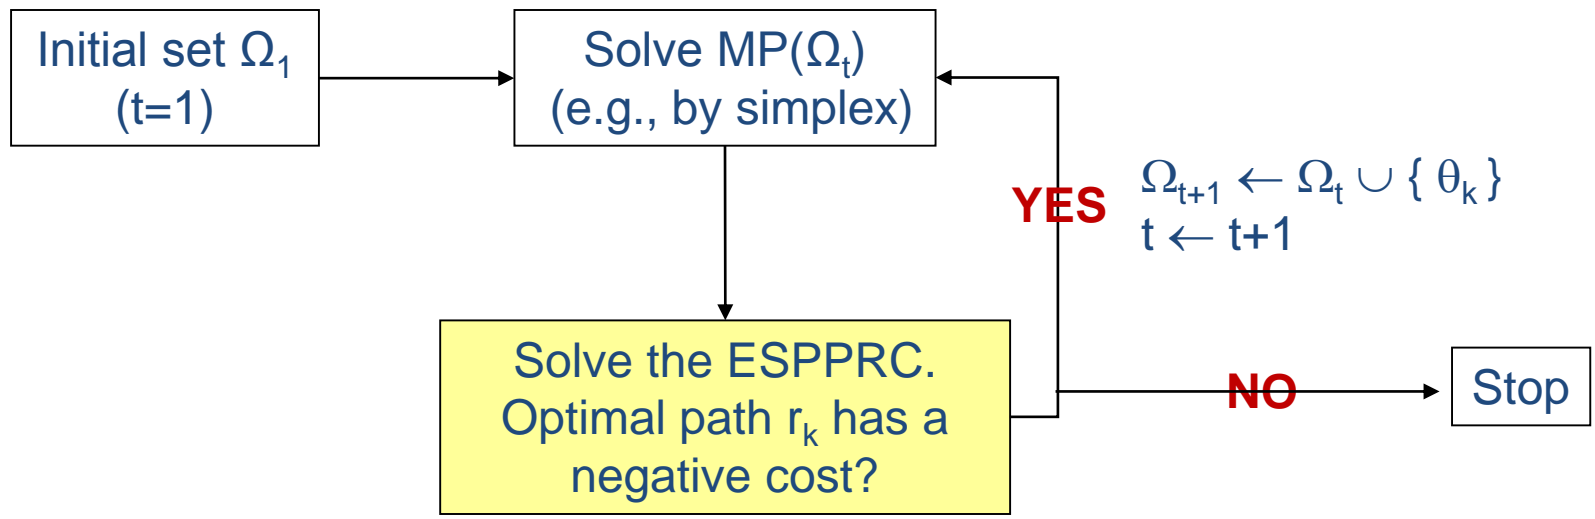 Initial set Ω₁
(t=1)
Solve MP(Ωₜ)
(e.g., by simplex)
YES
Ωₜ₊₁ ← Ωₜ ∪ { θₖ }
t ← t+1
Solve the ESPPRC.
Optimal path rₖ has a
negative cost?
NO
Stop